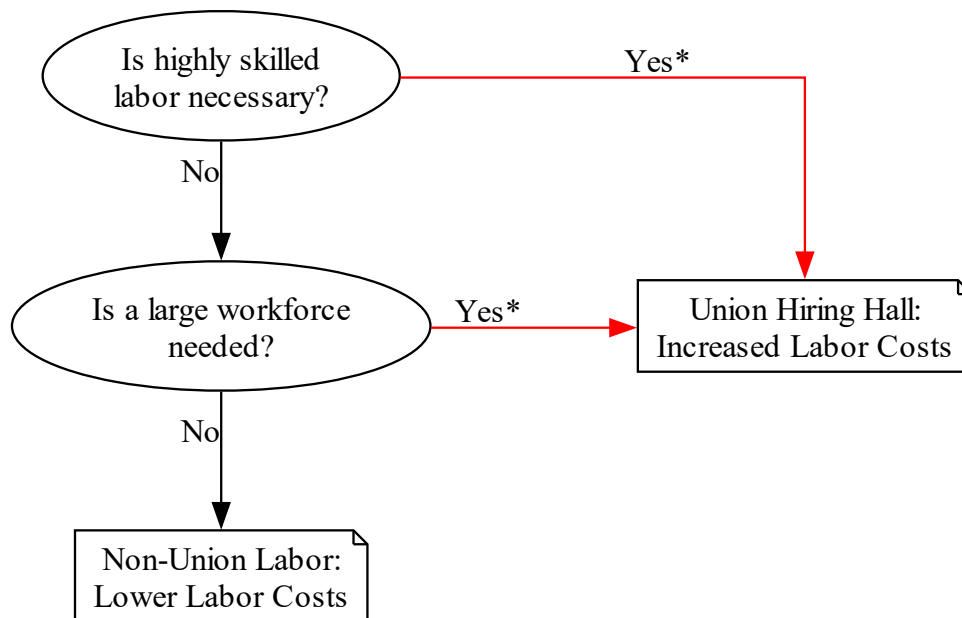 Is highly skilled
labor necessary?
Yes*
No
Is a large workforce
needed?
Yes*
Union Hiring Hall:
Increased Labor Costs
No
Non-Union Labor:
Lower Labor Costs